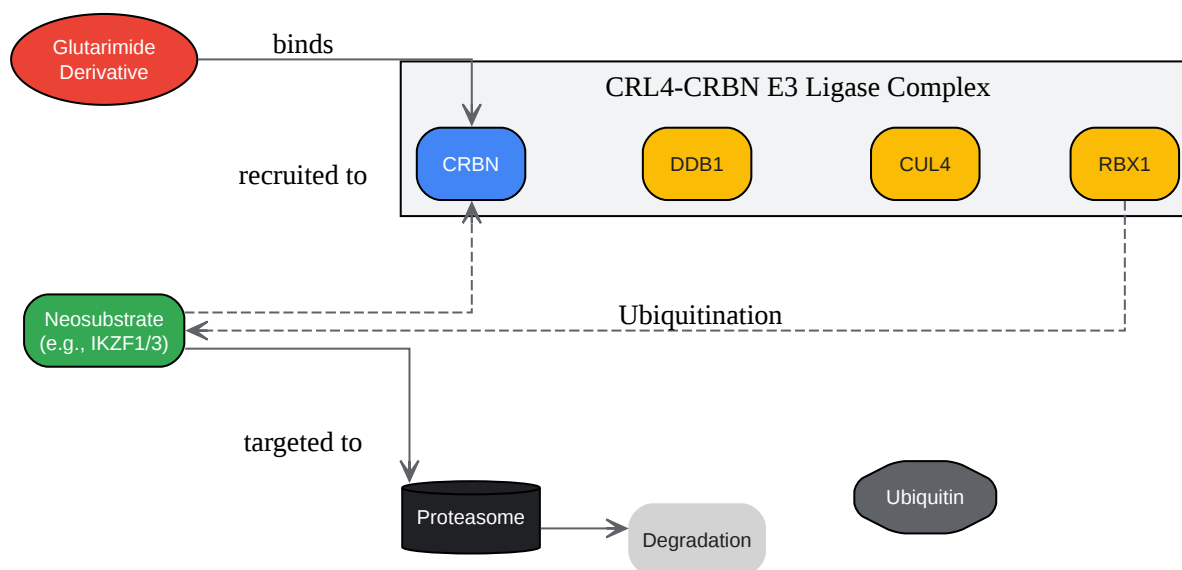 Glutarimide
Derivative
binds
CRL4-CRBN E3 Ligase Complex
CRBN
DDB1
CUL4
RBX1
recruited to
Neosubstrate
(e.g., IKZF1/3)
Ubiquitination
targeted to
Proteasome
Degradation
Ubiquitin